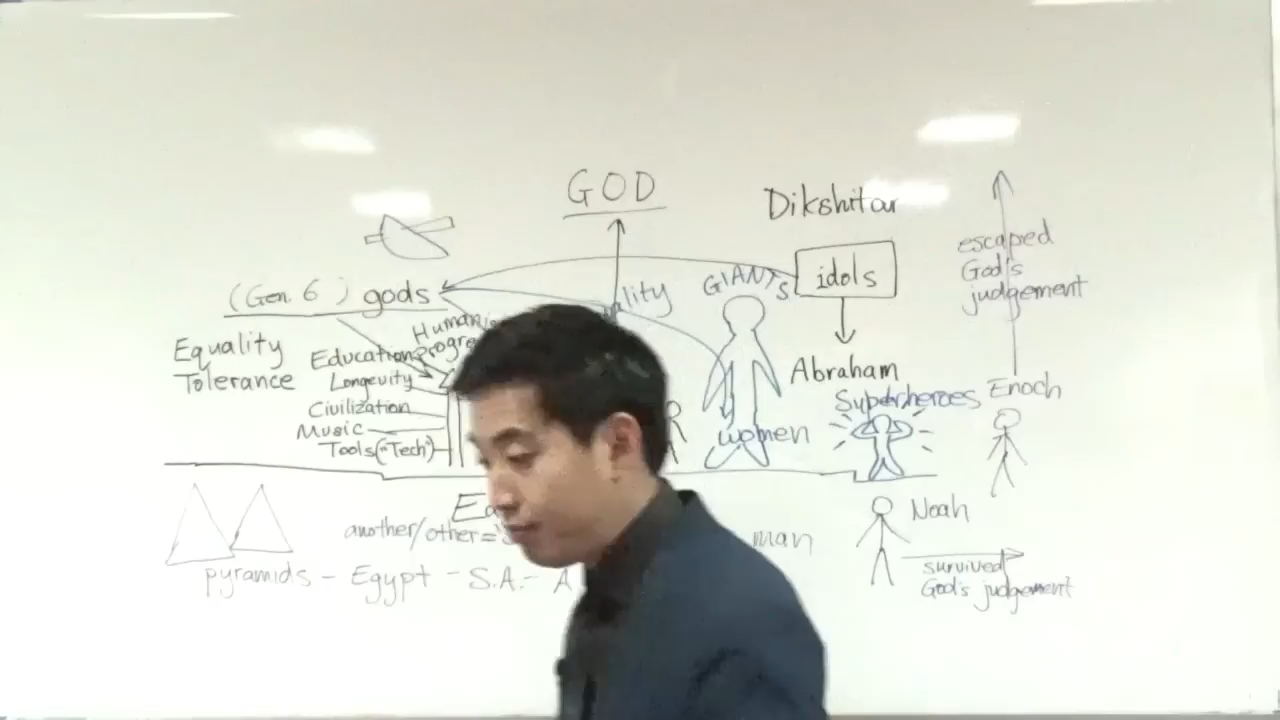 GOD
Dikshitar
escaped
God's
judgement
idols
GIANTS
(Gen. 6 ) gods
Equality
Tolerance
Education
Longevity
Civilization
Music
Tools("Tech")
Abraham
Superheroes
Enoch
women
Noah
another/other=
man
pyramids - Egypt - S.A.- A
survived
God's judgement